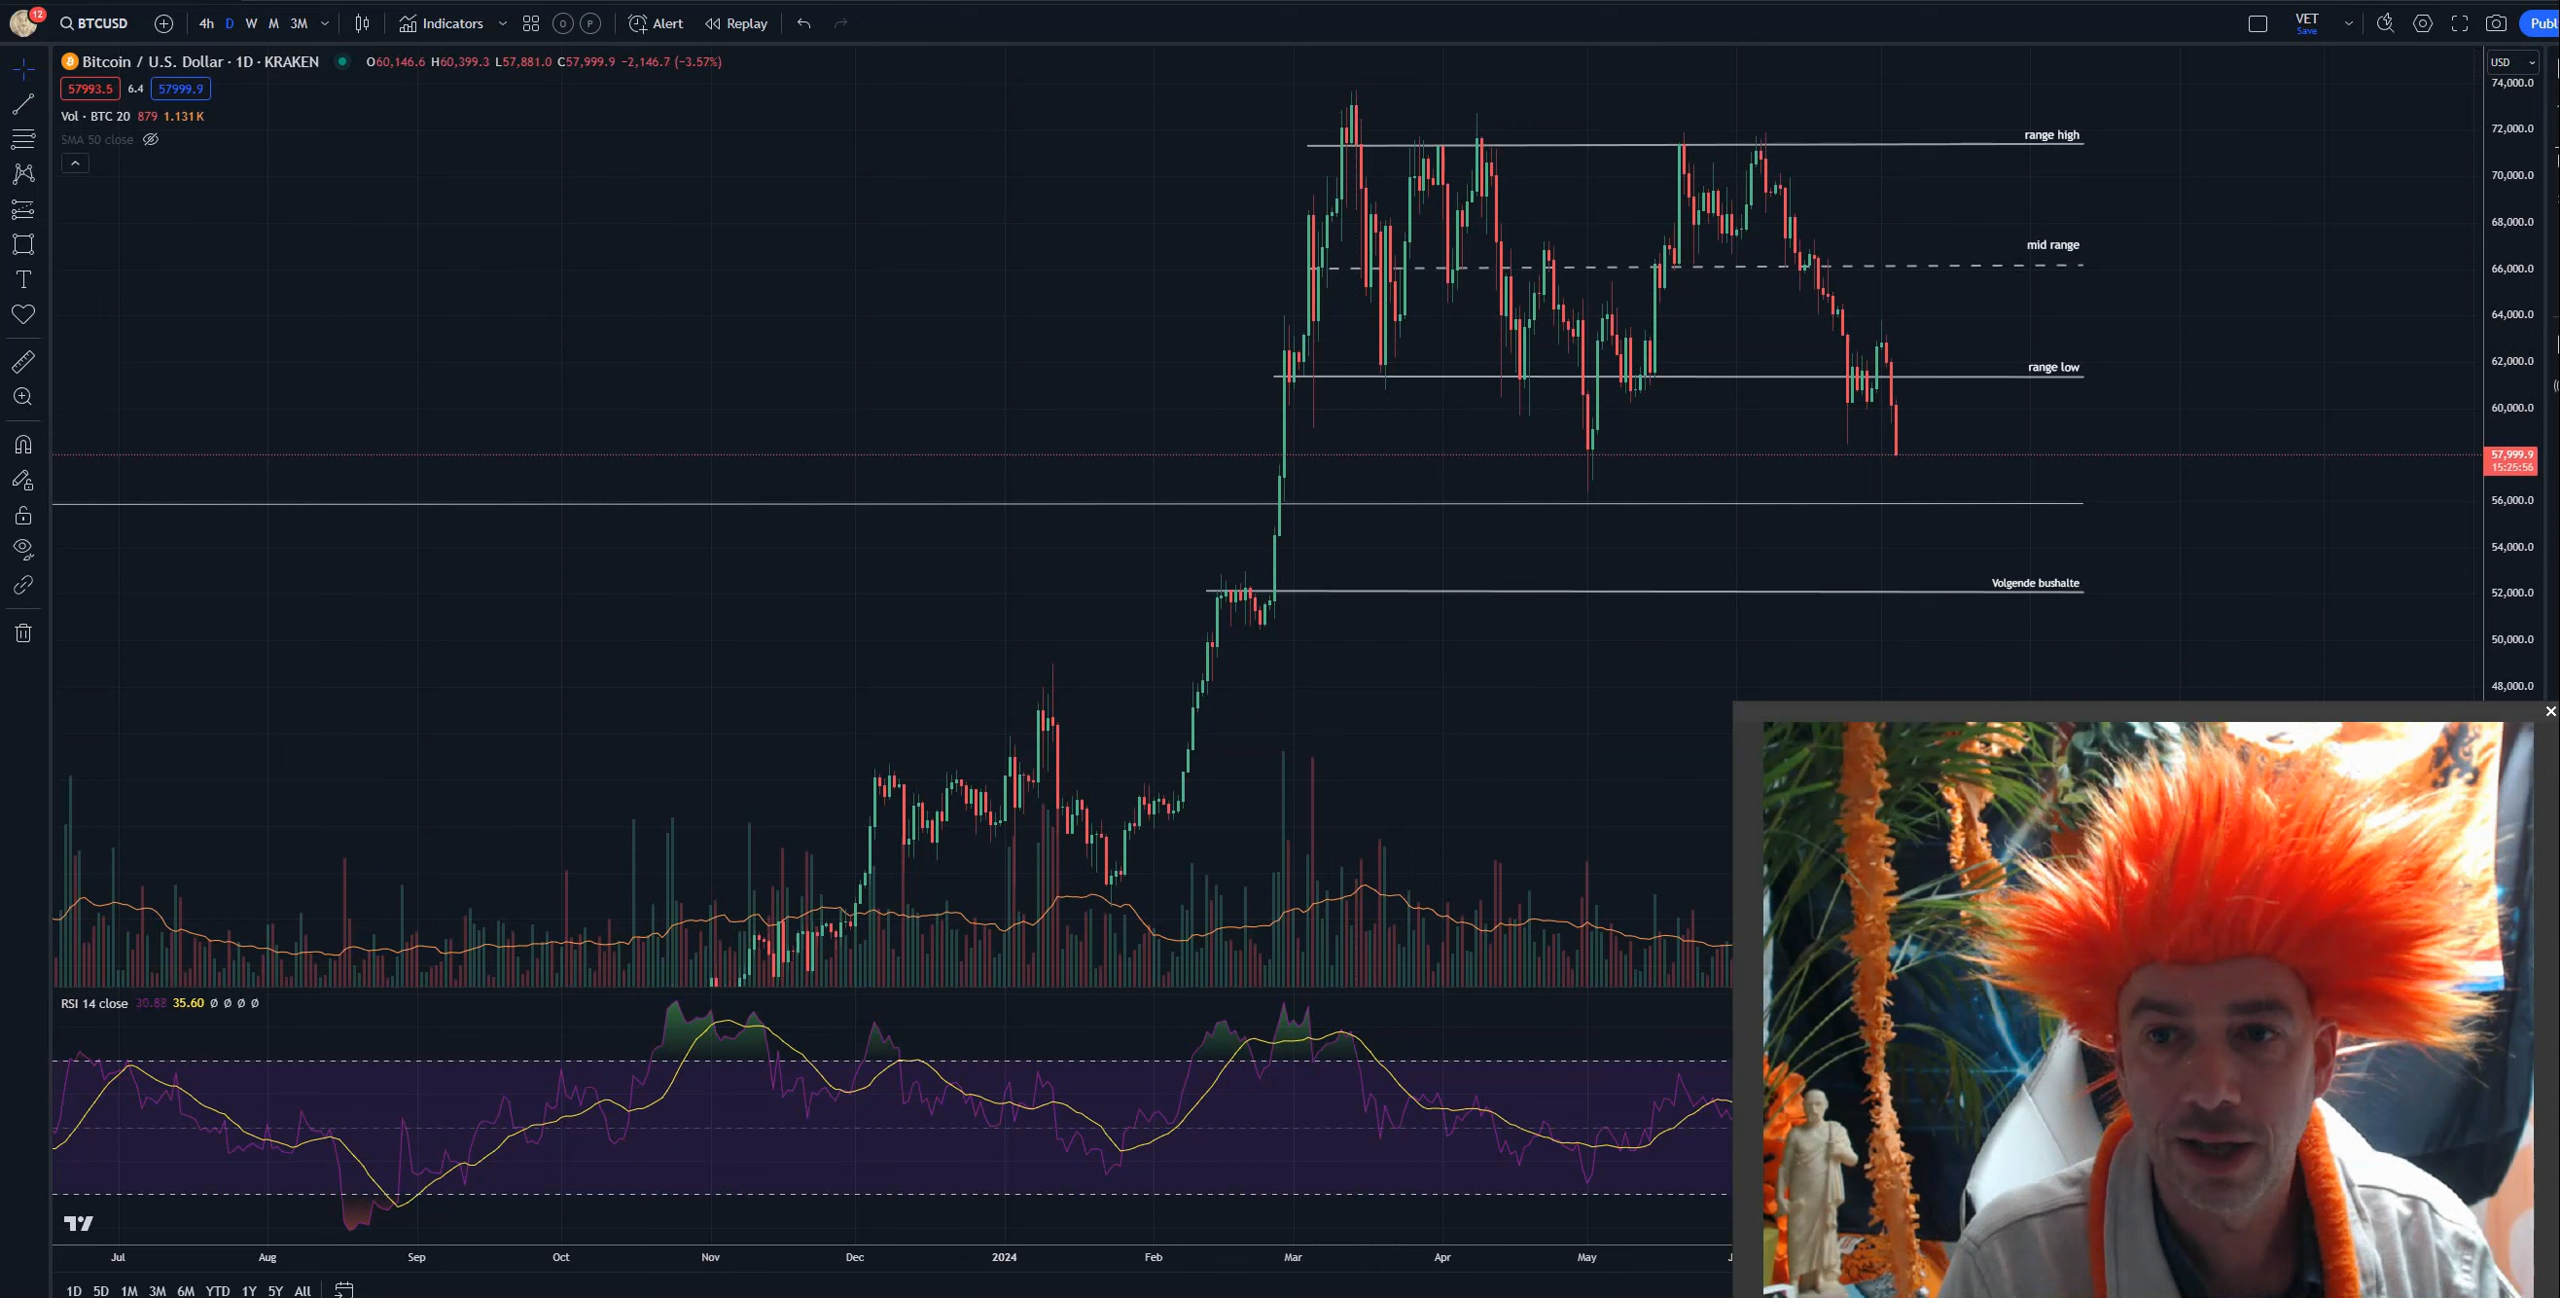 12
BTCUSD
4h D W M 3M
Indicators
Alert
Replay
VET
Save
Publ
Bitcoin / U.S. Dollar · 1D · KRAKEN O60,146.6 H60,399.3 L57,881.0 C57,999.9 −2,146.7 (−3.57%)
USD
57993.5 6.4 57999.9
Vol · BTC 20 879 1.131K
SMA 50 close
74,000.0
72,000.0
70,000.0
68,000.0
66,000.0
64,000.0
62,000.0
60,000.0
57,999.9
15:25:56
56,000.0
54,000.0
52,000.0
50,000.0
48,000.0
range high
mid range
range low
Volgende bushalte
RSI 14 close 30.82 35.60 Ø Ø Ø Ø
Jul Aug Sep Oct Nov Dec 2024 Feb Mar Apr May
1D 5D 1M 3M 6M YTD 1Y 5Y All